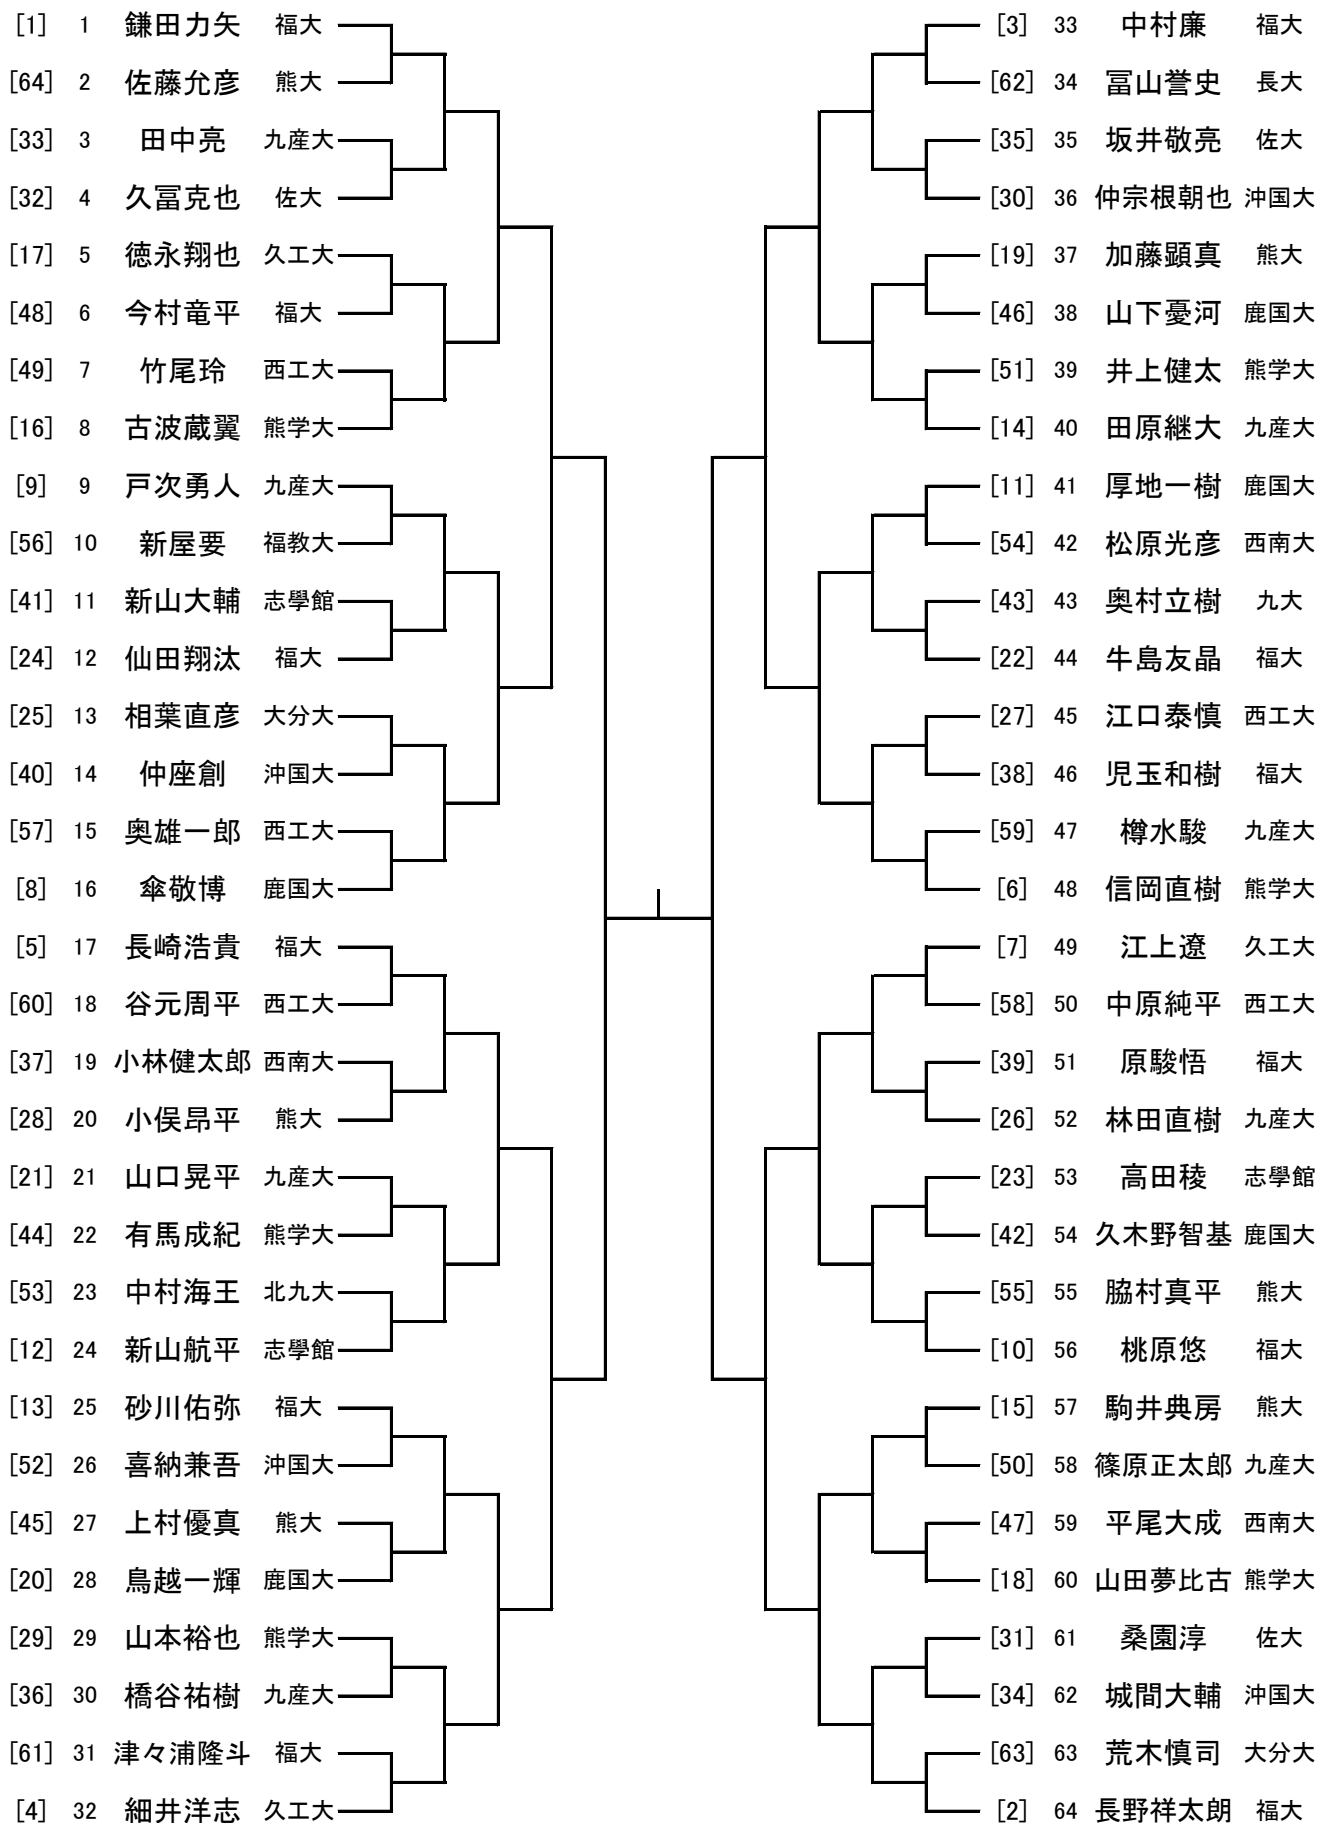 [1] 1 鎌田力矢 福大
[64] 2 佐藤允彦 熊大
[33] 3 田中亮 九産大
[32] 4 久冨克也 佐大
[17] 5 徳永翔也 久工大
[48] 6 今村竜平 福大
[49] 7 竹尾玲 西工大
[16] 8 古波蔵翼 熊学大
[9] 9 戸次勇人 九産大
[56] 10 新屋要 福教大
[41] 11 新山大輔 志學館
[24] 12 仙田翔汰 福大
[25] 13 相葉直彦 大分大
[40] 14 仲座創 沖国大
[57] 15 奥雄一郎 西工大
[8] 16 傘敬博 鹿国大
[5] 17 長崎浩貴 福大
[60] 18 谷元周平 西工大
[37] 19 小林健太郎 西南大
[28] 20 小俣昂平 熊大
[21] 21 山口晃平 九産大
[44] 22 有馬成紀 熊学大
[53] 23 中村海王 北九大
[12] 24 新山航平 志學館
[13] 25 砂川佑弥 福大
[52] 26 喜納兼吾 沖国大
[45] 27 上村優真 熊大
[20] 28 鳥越一輝 鹿国大
[29] 29 山本裕也 熊学大
[36] 30 橋谷祐樹 九産大
[61] 31 津々浦隆斗 福大
[4] 32 細井洋志 久工大
[3] 33 中村廉 福大
[62] 34 冨山誉史 長大
[35] 35 坂井敬亮 佐大
[30] 36 仲宗根朝也 沖国大
[19] 37 加藤顕真 熊大
[46] 38 山下憂河 鹿国大
[51] 39 井上健太 熊学大
[14] 40 田原継大 九産大
[11] 41 厚地一樹 鹿国大
[54] 42 松原光彦 西南大
[43] 43 奥村立樹 九大
[22] 44 牛島友晶 福大
[27] 45 江口泰慎 西工大
[38] 46 児玉和樹 福大
[59] 47 樽水駿 九産大
[6] 48 信岡直樹 熊学大
[7] 49 江上遼 久工大
[58] 50 中原純平 西工大
[39] 51 原駿悟 福大
[26] 52 林田直樹 九産大
[23] 53 高田稜 志學館
[42] 54 久木野智基 鹿国大
[55] 55 脇村真平 熊大
[10] 56 桃原悠 福大
[15] 57 駒井典房 熊大
[50] 58 篠原正太郎 九産大
[47] 59 平尾大成 西南大
[18] 60 山田夢比古 熊学大
[31] 61 桑園淳 佐大
[34] 62 城間大輔 沖国大
[63] 63 荒木慎司 大分大
[2] 64 長野祥太朗 福大